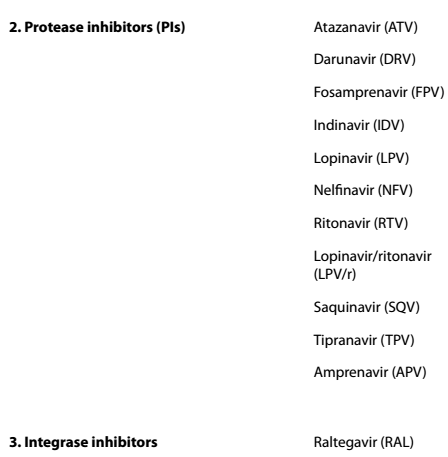 2. Protease inhibitors (PIs) Atazanavir (ATV)
Darunavir (DRV)
Fosamprenavir (FPV)
Indinavir (IDV)
Lopinavir (LPV)
Nelfinavir (NFV)
Ritonavir (RTV)
Lopinavir/ritonavir
(LPV/r)
Saquinavir (SQV)
Tipranavir (TPV)
Amprenavir (APV)
3. Integrase inhibitors Raltegavir (RAL)